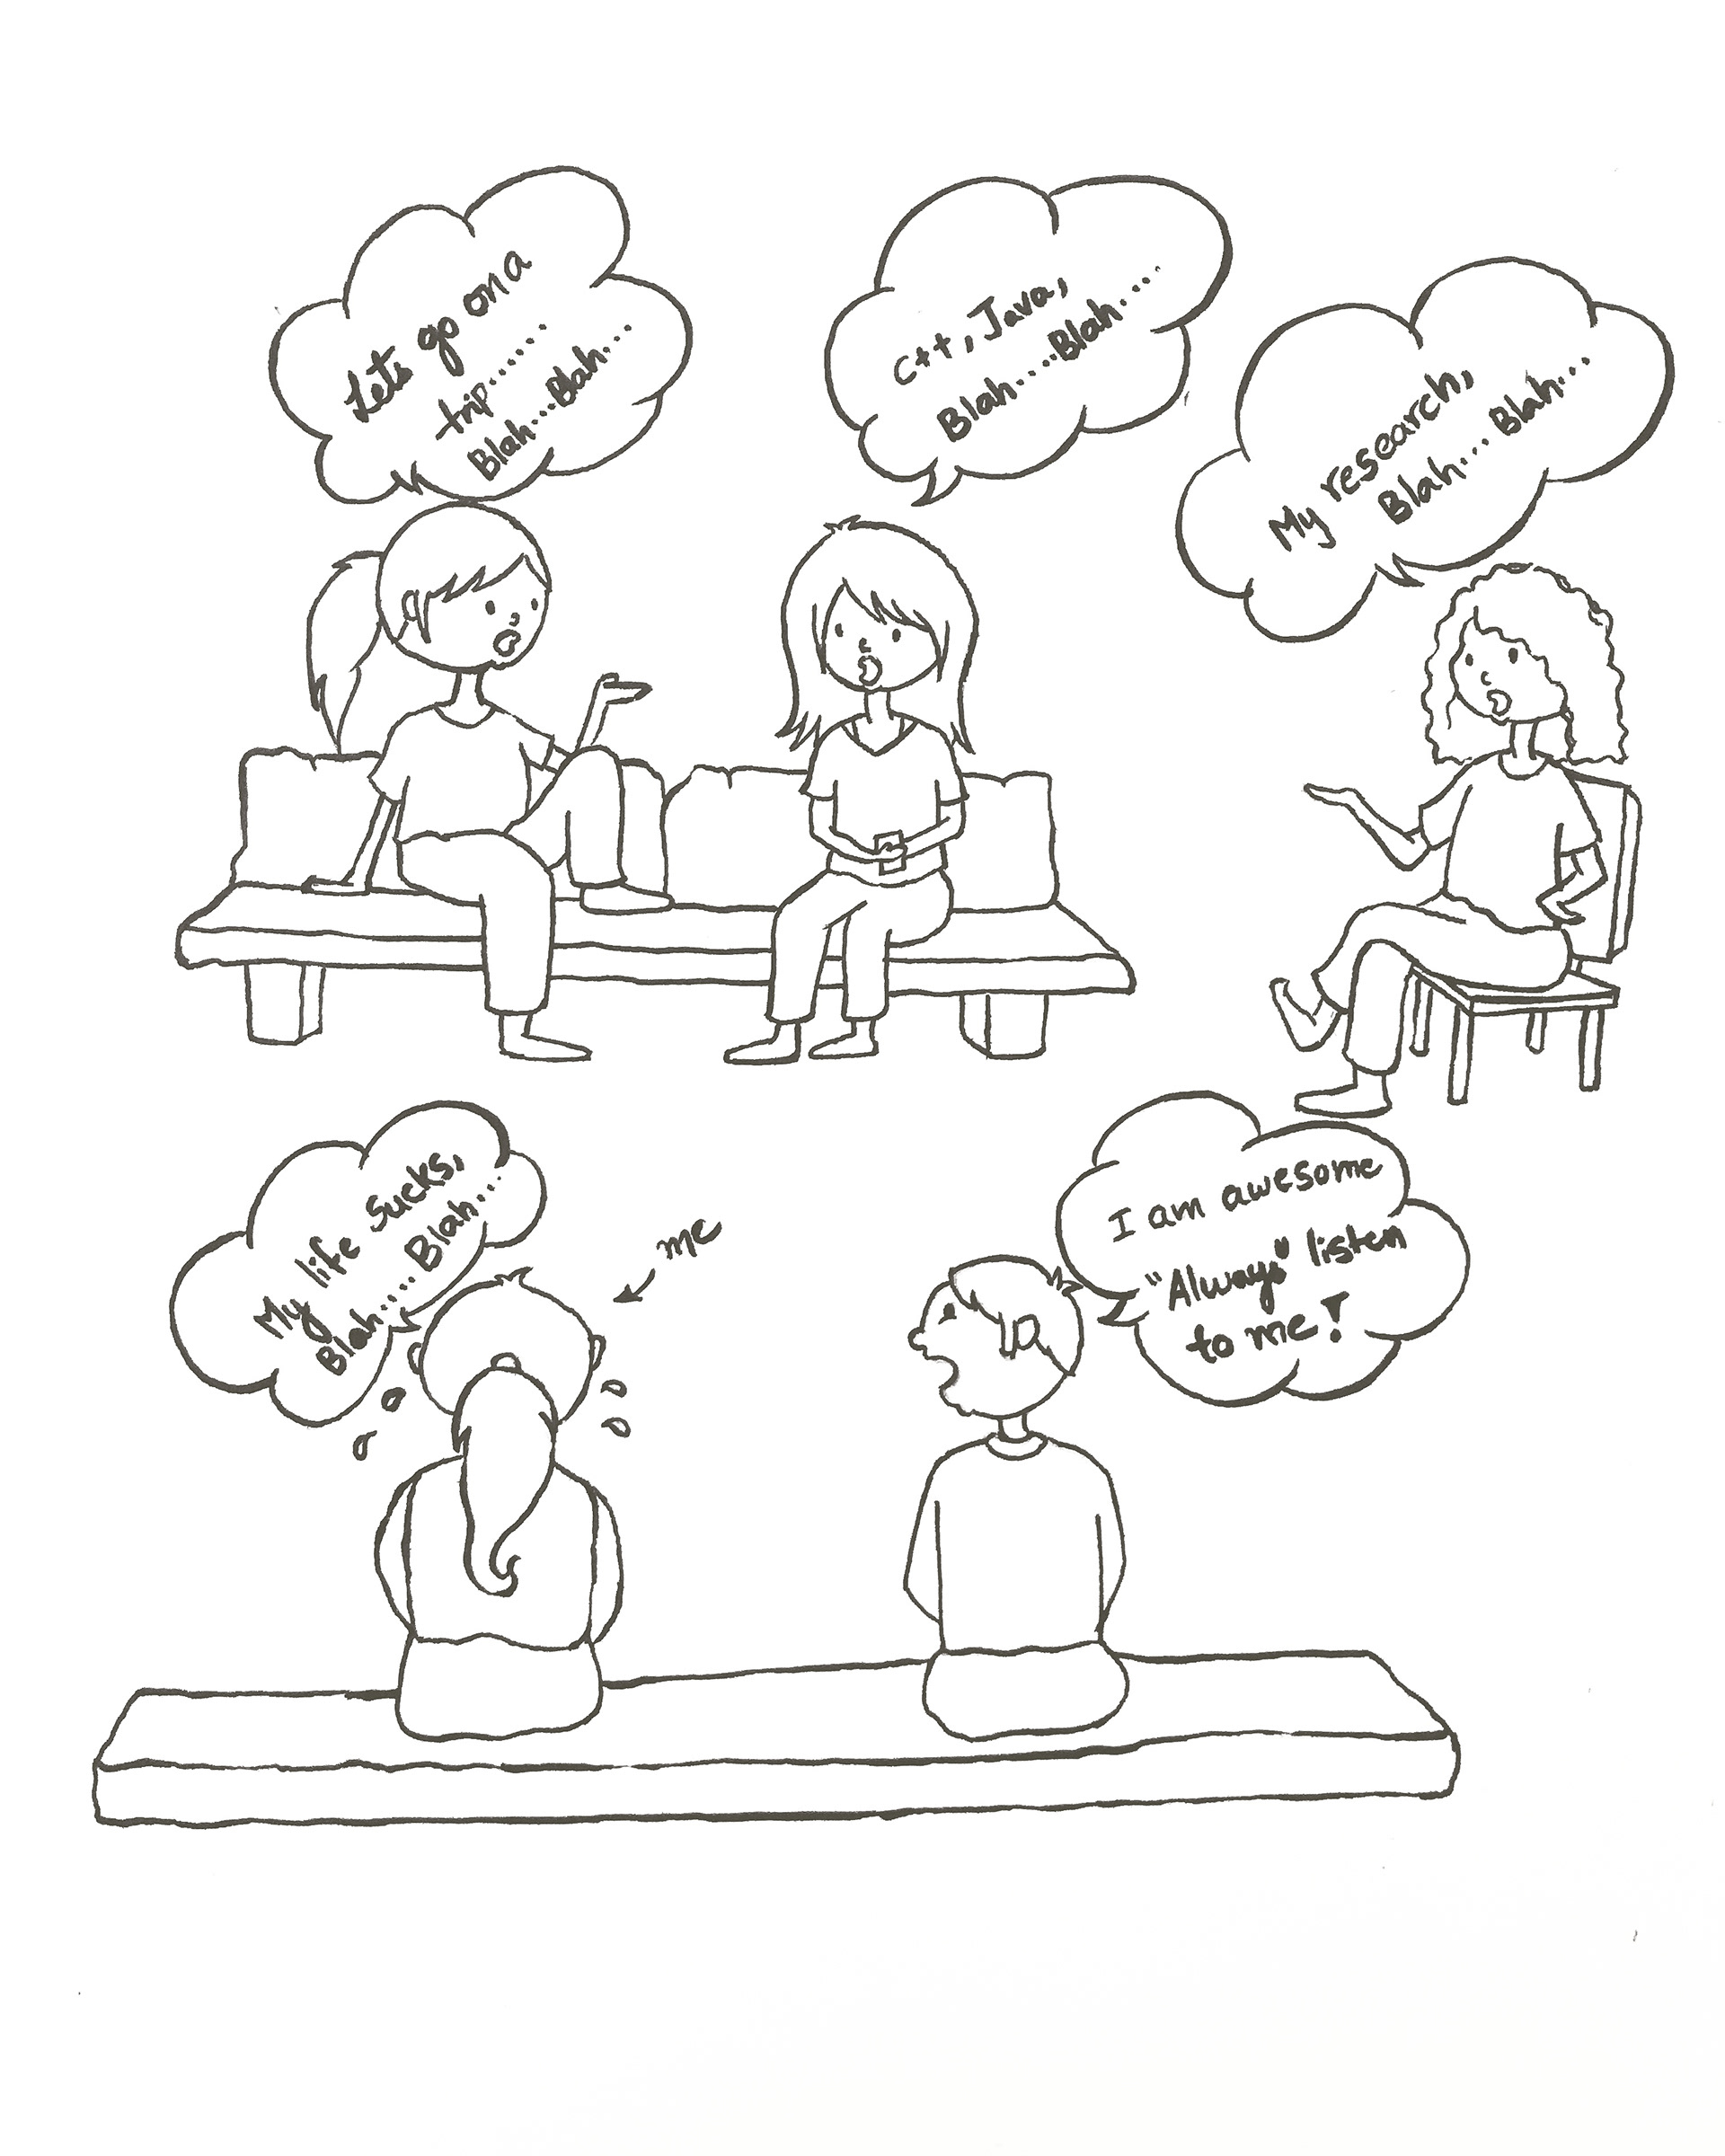 Lets go on a
trip......
Blah...Blah...
C++, Java,
Blah....Blah....
My research,
Blah.... Blah...
My life sucks,
Blah..... Blah....
me
I am awesome
"Always" listen
to me!